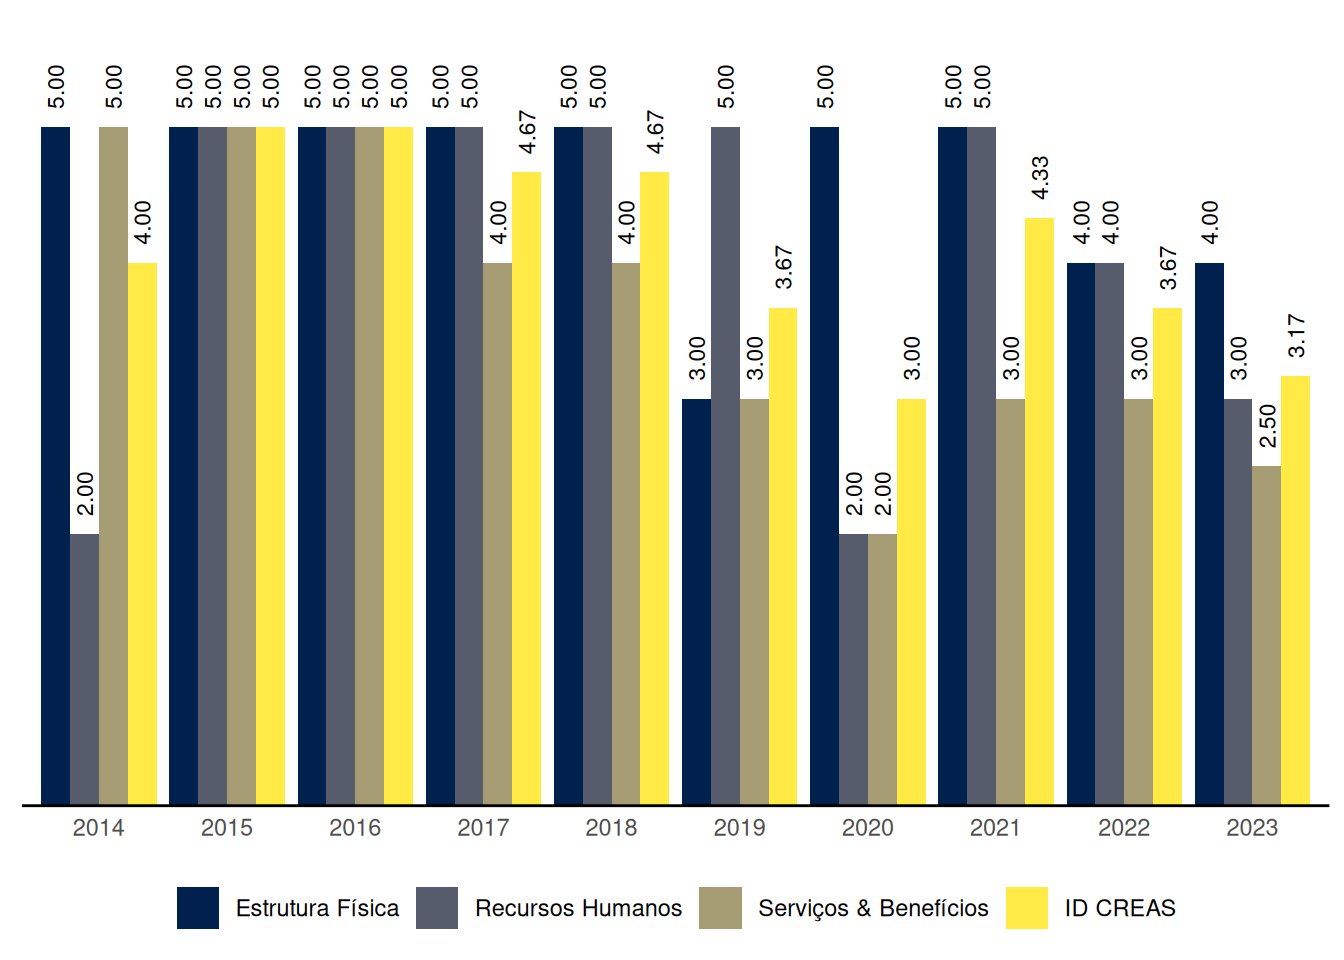 5.00 2.00 5.00 4.00
5.00 5.00 5.00 5.00
5.00 5.00 5.00 5.00
5.00 5.00 4.00 4.67
5.00 5.00 4.00 4.67
3.00 5.00 3.00 3.67
5.00 2.00 2.00 3.00
5.00 5.00 3.00 4.33
4.00 4.00 3.00 3.67
4.00 3.00 2.50 3.17
2014 2015 2016 2017 2018 2019 2020 2021 2022 2023
Estrutura Física Recursos Humanos Serviços & Benefícios ID CREAS